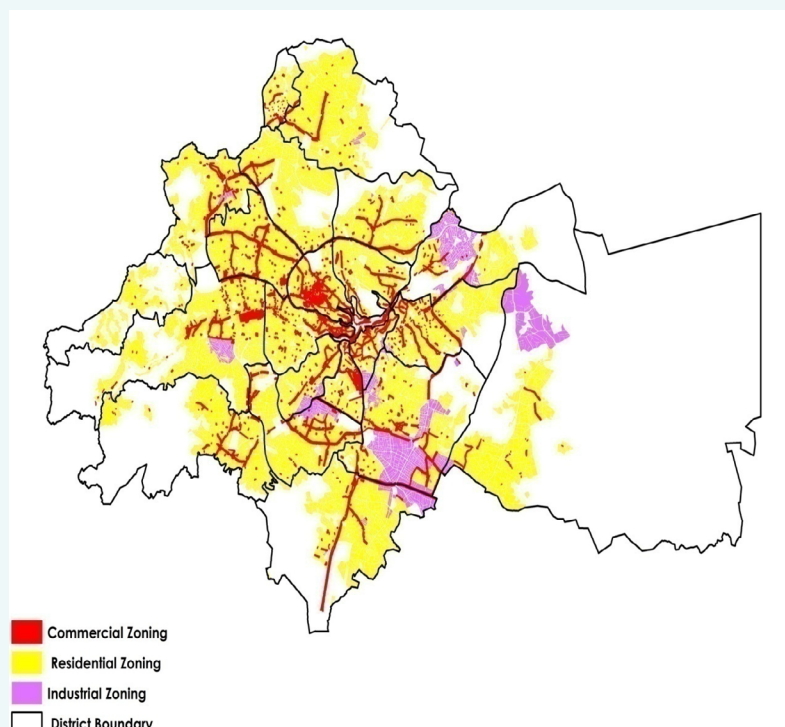 Commercial Zoning
Residential Zoning
Industrial Zoning
District Boundary